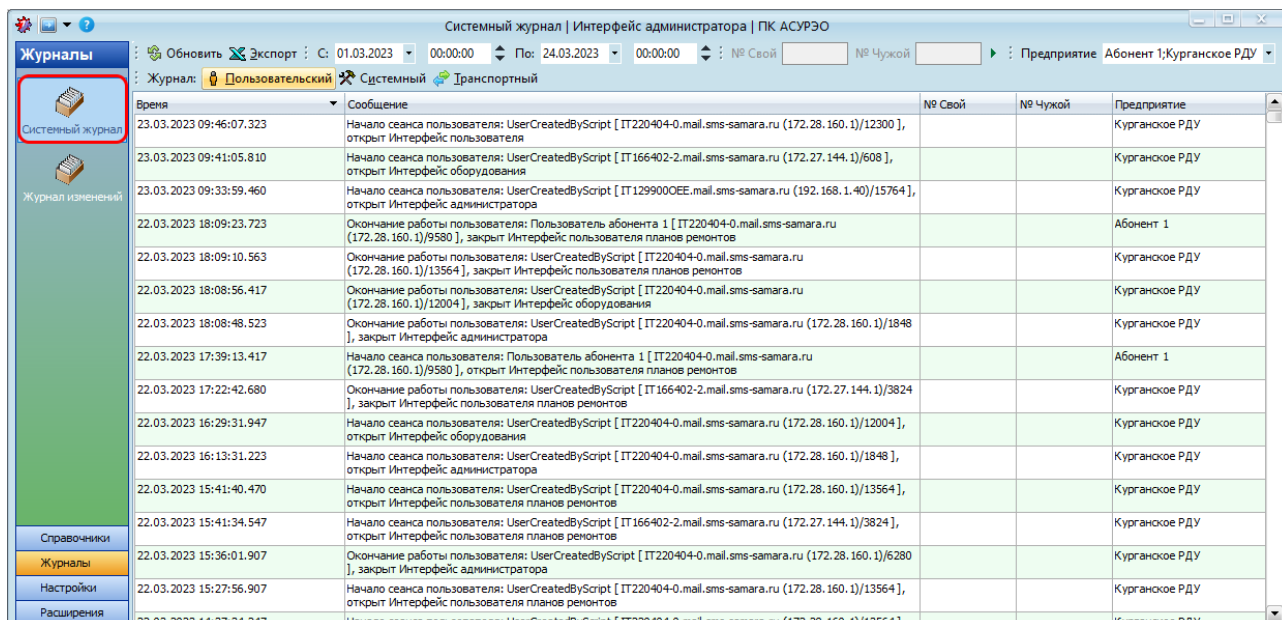 Системный журнал | Интерфейс администратора | ПК АСУРЭО
Журналы
Обновить Экспорт С: 01.03.2023 00:00:00 По: 24.03.2023 00:00:00 № Свой № Чужой Предприятие Абонент 1;Курганское РДУ
Журнал: Пользовательский Системный Транспортный
Системный журнал
Журнал изменений
Время Сообщение № Свой № Чужой Предприятие
23.03.2023 09:46:07.323 Начало сеанса пользователя: UserCreatedByScript [ IT220404-0.mail.sms-samara.ru (172.28.160.1)/12300 ], Курганское РДУ
открыт Интерфейс пользователя
23.03.2023 09:41:05.810 Начало сеанса пользователя: UserCreatedByScript [ IT166402-2.mail.sms-samara.ru (172.27.144.1)/608 ], Курганское РДУ
открыт Интерфейс оборудования
23.03.2023 09:33:59.460 Начало сеанса пользователя: UserCreatedByScript [ IT129900OEE.mail.sms-samara.ru (192.168.1.40)/15764 ], Курганское РДУ
открыт Интерфейс администратора
22.03.2023 18:09:23.723 Окончание работы пользователя: Пользователь абонента 1 [ IT220404-0.mail.sms-samara.ru Абонент 1
(172.28.160.1)/9580 ], закрыт Интерфейс пользователя планов ремонтов
22.03.2023 18:09:10.563 Окончание работы пользователя: UserCreatedByScript [ IT220404-0.mail.sms-samara.ru Курганское РДУ
(172.28.160.1)/13564 ], закрыт Интерфейс пользователя планов ремонтов
22.03.2023 18:08:56.417 Окончание работы пользователя: UserCreatedByScript [ IT220404-0.mail.sms-samara.ru Курганское РДУ
(172.28.160.1)/12004 ], закрыт Интерфейс оборудования
22.03.2023 18:08:48.523 Окончание работы пользователя: UserCreatedByScript [ IT220404-0.mail.sms-samara.ru (172.28.160.1)/1848 Курганское РДУ
], закрыт Интерфейс администратора
22.03.2023 17:39:13.417 Начало сеанса пользователя: Пользователь абонента 1 [ IT220404-0.mail.sms-samara.ru Абонент 1
(172.28.160.1)/9580 ], открыт Интерфейс пользователя планов ремонтов
22.03.2023 17:22:42.680 Окончание работы пользователя: UserCreatedByScript [ IT166402-2.mail.sms-samara.ru (172.27.144.1)/3824 Курганское РДУ
], закрыт Интерфейс пользователя планов ремонтов
22.03.2023 16:29:31.947 Начало сеанса пользователя: UserCreatedByScript [ IT220404-0.mail.sms-samara.ru (172.28.160.1)/12004 ], Курганское РДУ
открыт Интерфейс оборудования
22.03.2023 16:13:31.223 Начало сеанса пользователя: UserCreatedByScript [ IT220404-0.mail.sms-samara.ru (172.28.160.1)/1848 ], Курганское РДУ
открыт Интерфейс администратора
22.03.2023 15:41:40.470 Начало сеанса пользователя: UserCreatedByScript [ IT220404-0.mail.sms-samara.ru (172.28.160.1)/13564 ], Курганское РДУ
открыт Интерфейс пользователя планов ремонтов
22.03.2023 15:41:34.547 Начало сеанса пользователя: UserCreatedByScript [ IT166402-2.mail.sms-samara.ru (172.27.144.1)/3824 ], Курганское РДУ
открыт Интерфейс пользователя планов ремонтов
22.03.2023 15:36:01.907 Окончание работы пользователя: UserCreatedByScript [ IT220404-0.mail.sms-samara.ru (172.28.160.1)/6280 Курганское РДУ
], закрыт Интерфейс администратора
22.03.2023 15:27:56.907 Начало сеанса пользователя: UserCreatedByScript [ IT220404-0.mail.sms-samara.ru (172.28.160.1)/13564 ], Курганское РДУ
открыт Интерфейс пользователя планов ремонтов
Справочники
Журналы
Настройки
Расширения